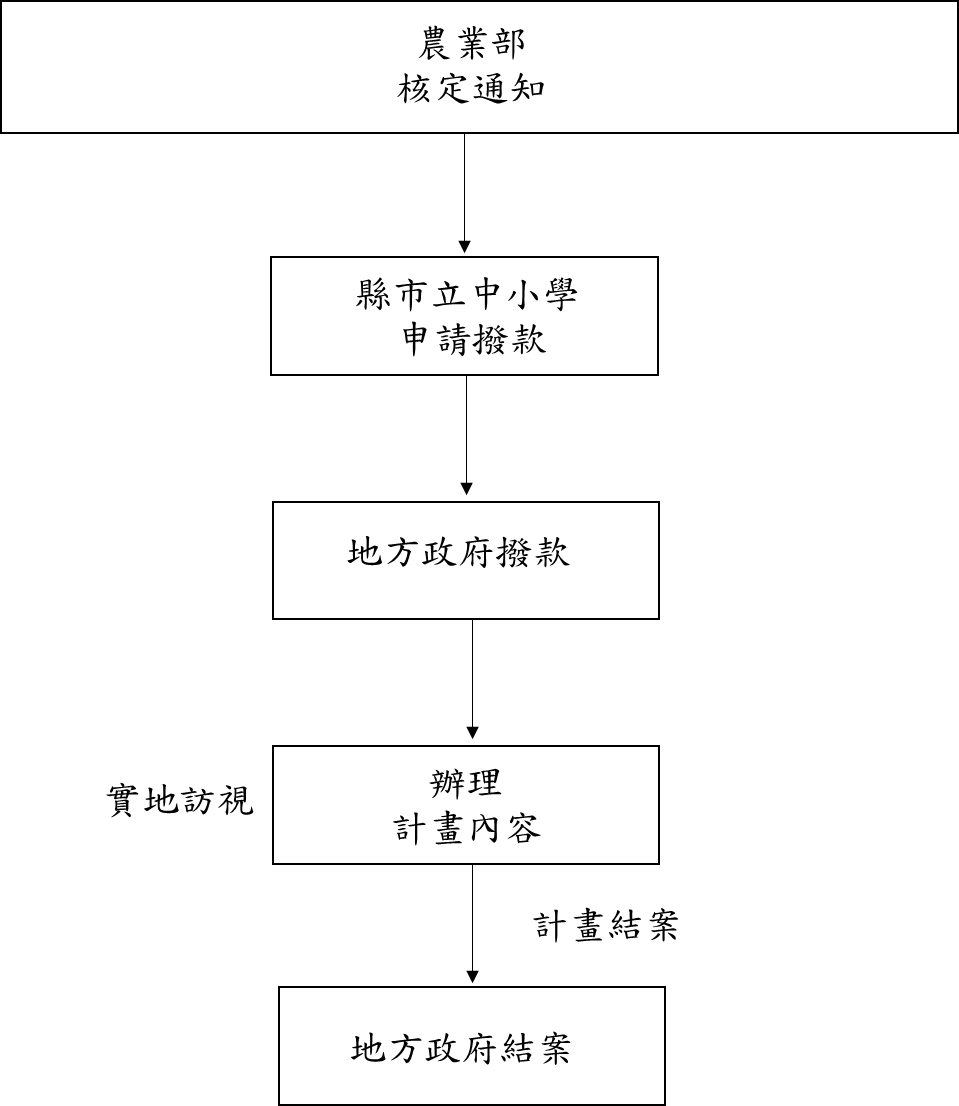 農業部
核定通知
縣市立中小學
申請撥款
地方政府撥款
實地訪視
辦理
計畫內容
計畫結案
地方政府結案